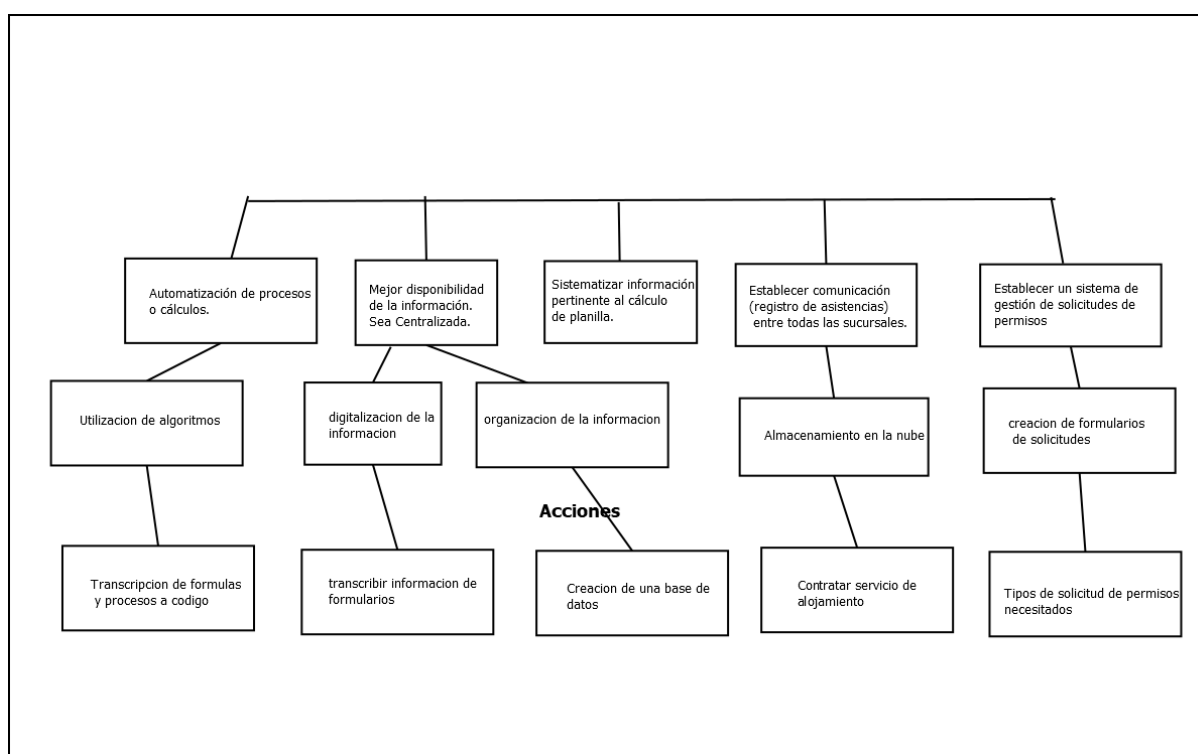 Automatización de procesos
o cálculos.
Mejor disponibilidad
de la información.
Sea Centralizada.
Sistematizar información
pertinente al cálculo
de planilla.
Establecer comunicación
(registro de asistencias)
entre todas las sucursales.
Establecer un sistema de
gestión de solicitudes de
permisos
Utilizacion de algoritmos
digitalizacion de la
informacion
organizacion de la informacion
Almacenamiento en la nube
creacion de formularios
de solicitudes
Acciones
Transcripcion de formulas
y procesos a codigo
transcribir informacion de
formularios
Creacion de una base de
datos
Contratar servicio de
alojamiento
Tipos de solicitud de permisos
necesitados